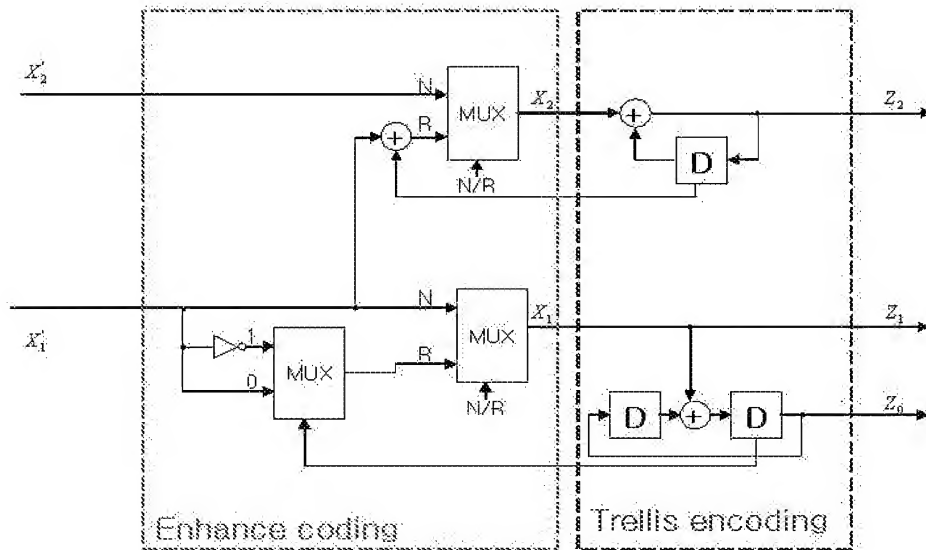 X'₂
N
MUX
X₂
Z₂
+
R
+
D
N/R
X'₁
N
X₁
Z₁
MUX
1
MUX
R
0
N/R
D
+
D
Z₀
Enhance coding
Trellis encoding